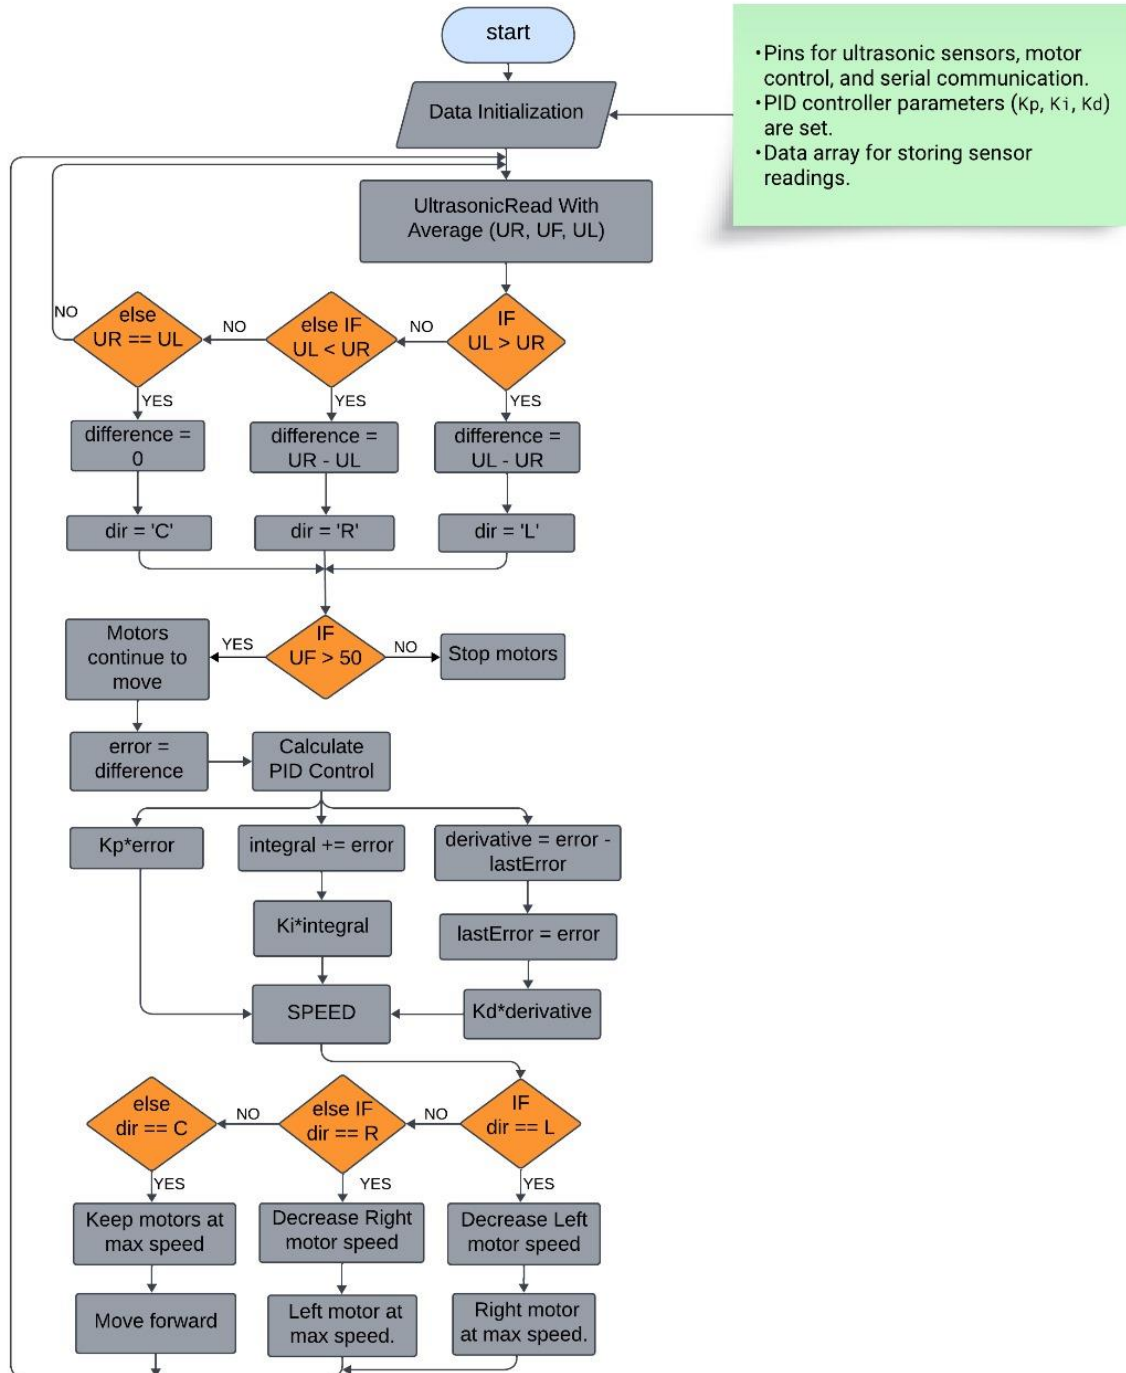 start
Data Initialization
•Pins for ultrasonic sensors, motor
control, and serial communication.
•PID controller parameters (Kp, Ki, Kd)
are set.
•Data array for storing sensor
readings.
UltrasonicRead With
Average (UR, UF, UL)
IF
UL > UR
NO
else IF
UL < UR
NO
else
UR == UL
NO
YES
YES
YES
difference =
0
difference =
UR - UL
difference =
UL - UR
dir = 'C'
dir = 'R'
dir = 'L'
IF
UF > 50
YES
NO
Motors
continue to
move
Stop motors
error =
difference
Calculate
PID Control
Kp*error
integral += error
derivative = error -
lastError
Ki*integral
lastError = error
SPEED
Kd*derivative
IF
dir == L
NO
else IF
dir == R
NO
else
dir == C
YES
YES
YES
Keep motors at
max speed
Decrease Right
motor speed
Decrease Left
motor speed
Move forward
Left motor at
max speed.
Right motor
at max speed.